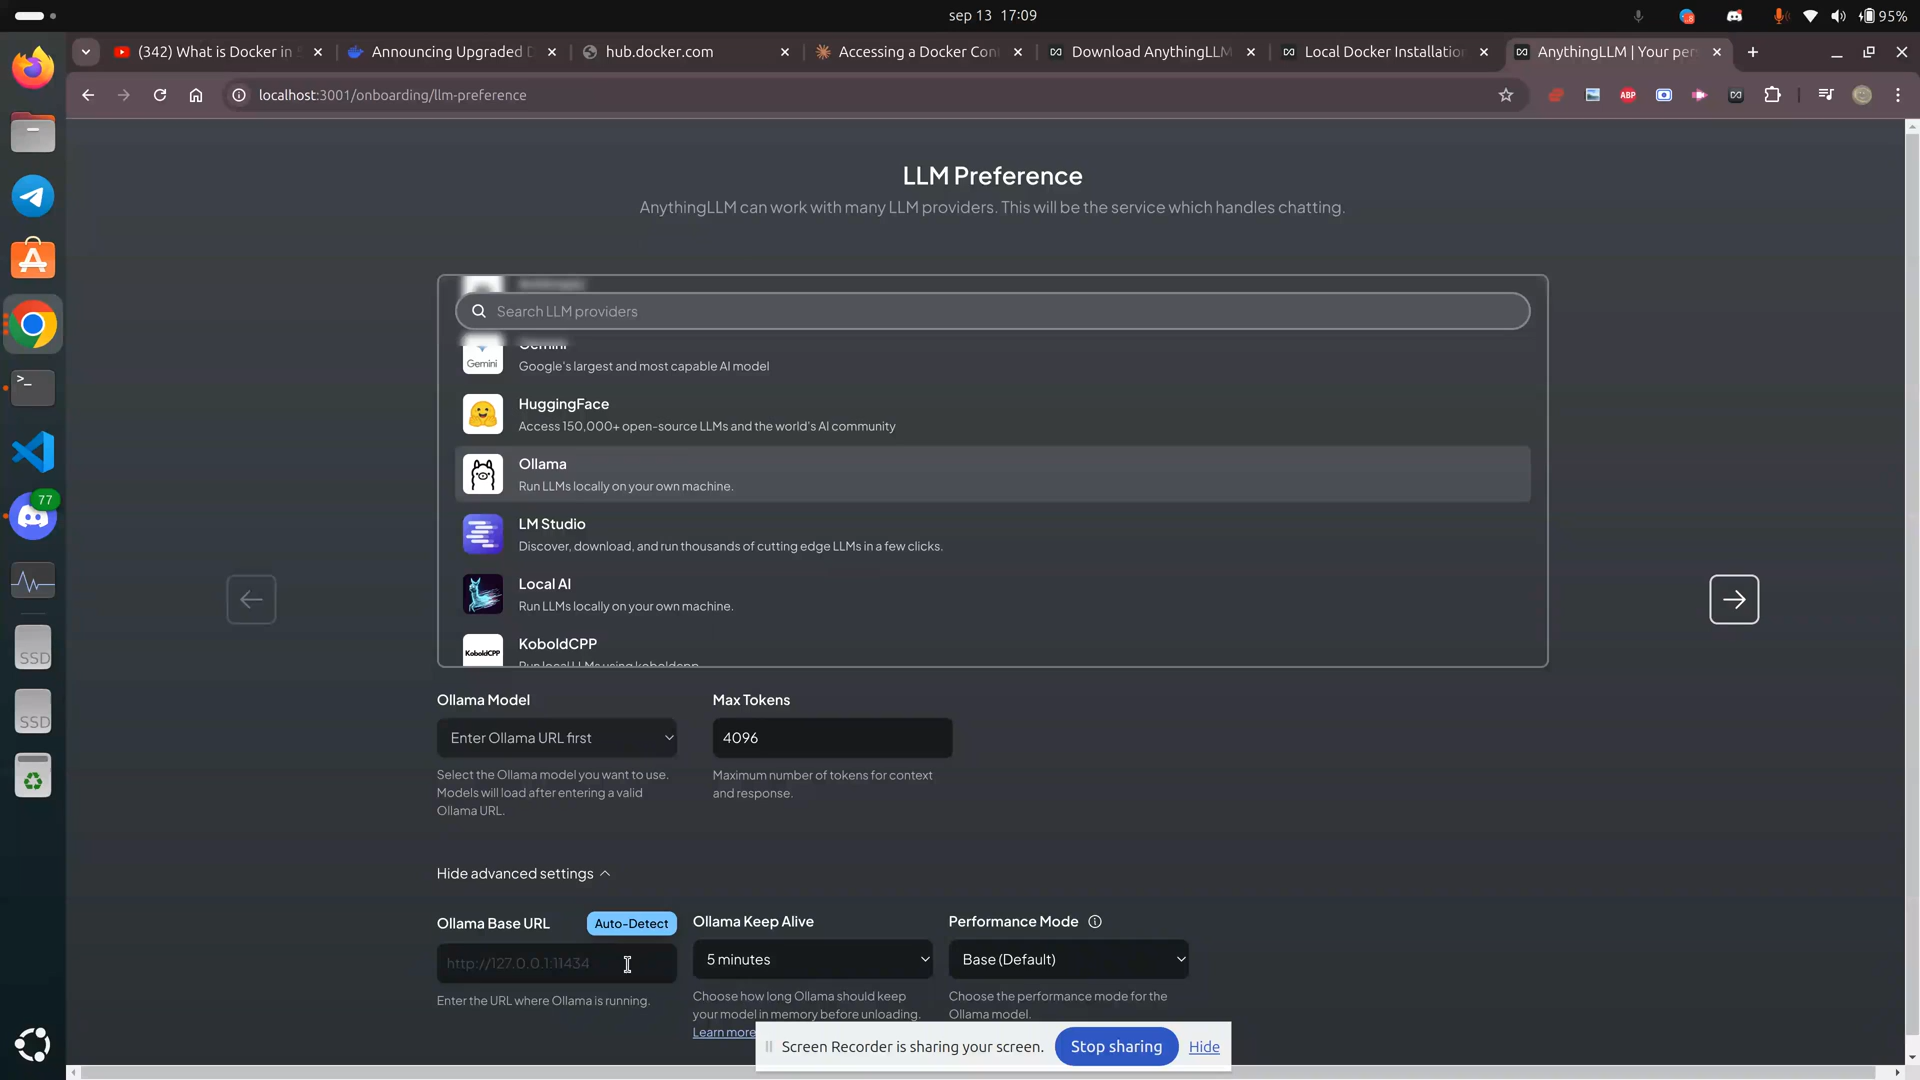 sep 13 17:09
95%
(342) What is Docker in
Announcing Upgraded D
hub.docker.com
Accessing a Docker Con
Download AnythingLLM
Local Docker Installation
AnythingLLM | Your per
localhost:3001/onboarding/llm-preference
ABP
LLM Preference
AnythingLLM can work with many LLM providers. This will be the service which handles chatting.
Search LLM providers
Gemini
Gemini
Google's largest and most capable AI model
HuggingFace
Access 150,000+ open-source LLMs and the world's AI community
Ollama
Run LLMs locally on your own machine.
LM Studio
Discover, download, and run thousands of cutting edge LLMs in a few clicks.
Local AI
Run LLMs locally on your own machine.
KoboldCPP
KoboldCPP
Run local LLMs using koboldcpp.
77
SSD
SSD
Ollama Model
Max Tokens
Enter Ollama URL first
4096
Select the Ollama model you want to use.
Models will load after entering a valid
Ollama URL.
Maximum number of tokens for context
and response.
Hide advanced settings
Ollama Base URL
Auto-Detect
Ollama Keep Alive
Performance Mode
http://127.0.0.1:11434
5 minutes
Base (Default)
Enter the URL where Ollama is running.
Choose how long Ollama should keep
your model in memory before unloading.
Learn more
Choose the performance mode for the
Ollama model.
Screen Recorder is sharing your screen.
Stop sharing
Hide